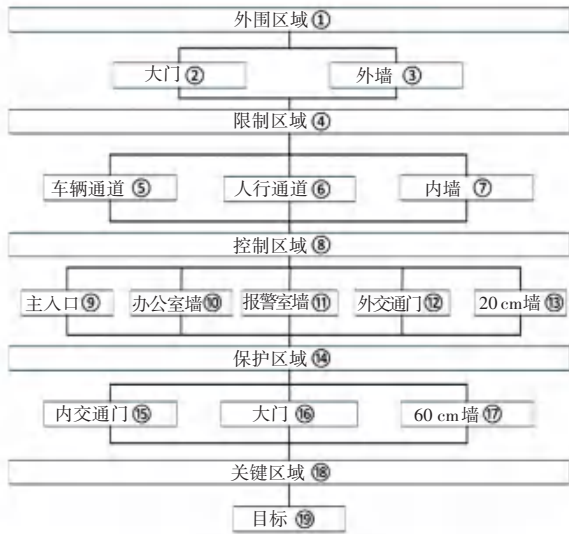 外围区域①
大门② 外墙③
限制区域④
车辆通道⑤ 人行通道⑥ 内墙⑦
控制区域⑧
主入口⑨ 办公室墙⑩ 报警室墙⑪ 外交通门⑫ 20 cm墙⑬
保护区域⑭
内交通门⑮ 大门⑯ 60 cm墙⑰
关键区域⑱
目标⑲